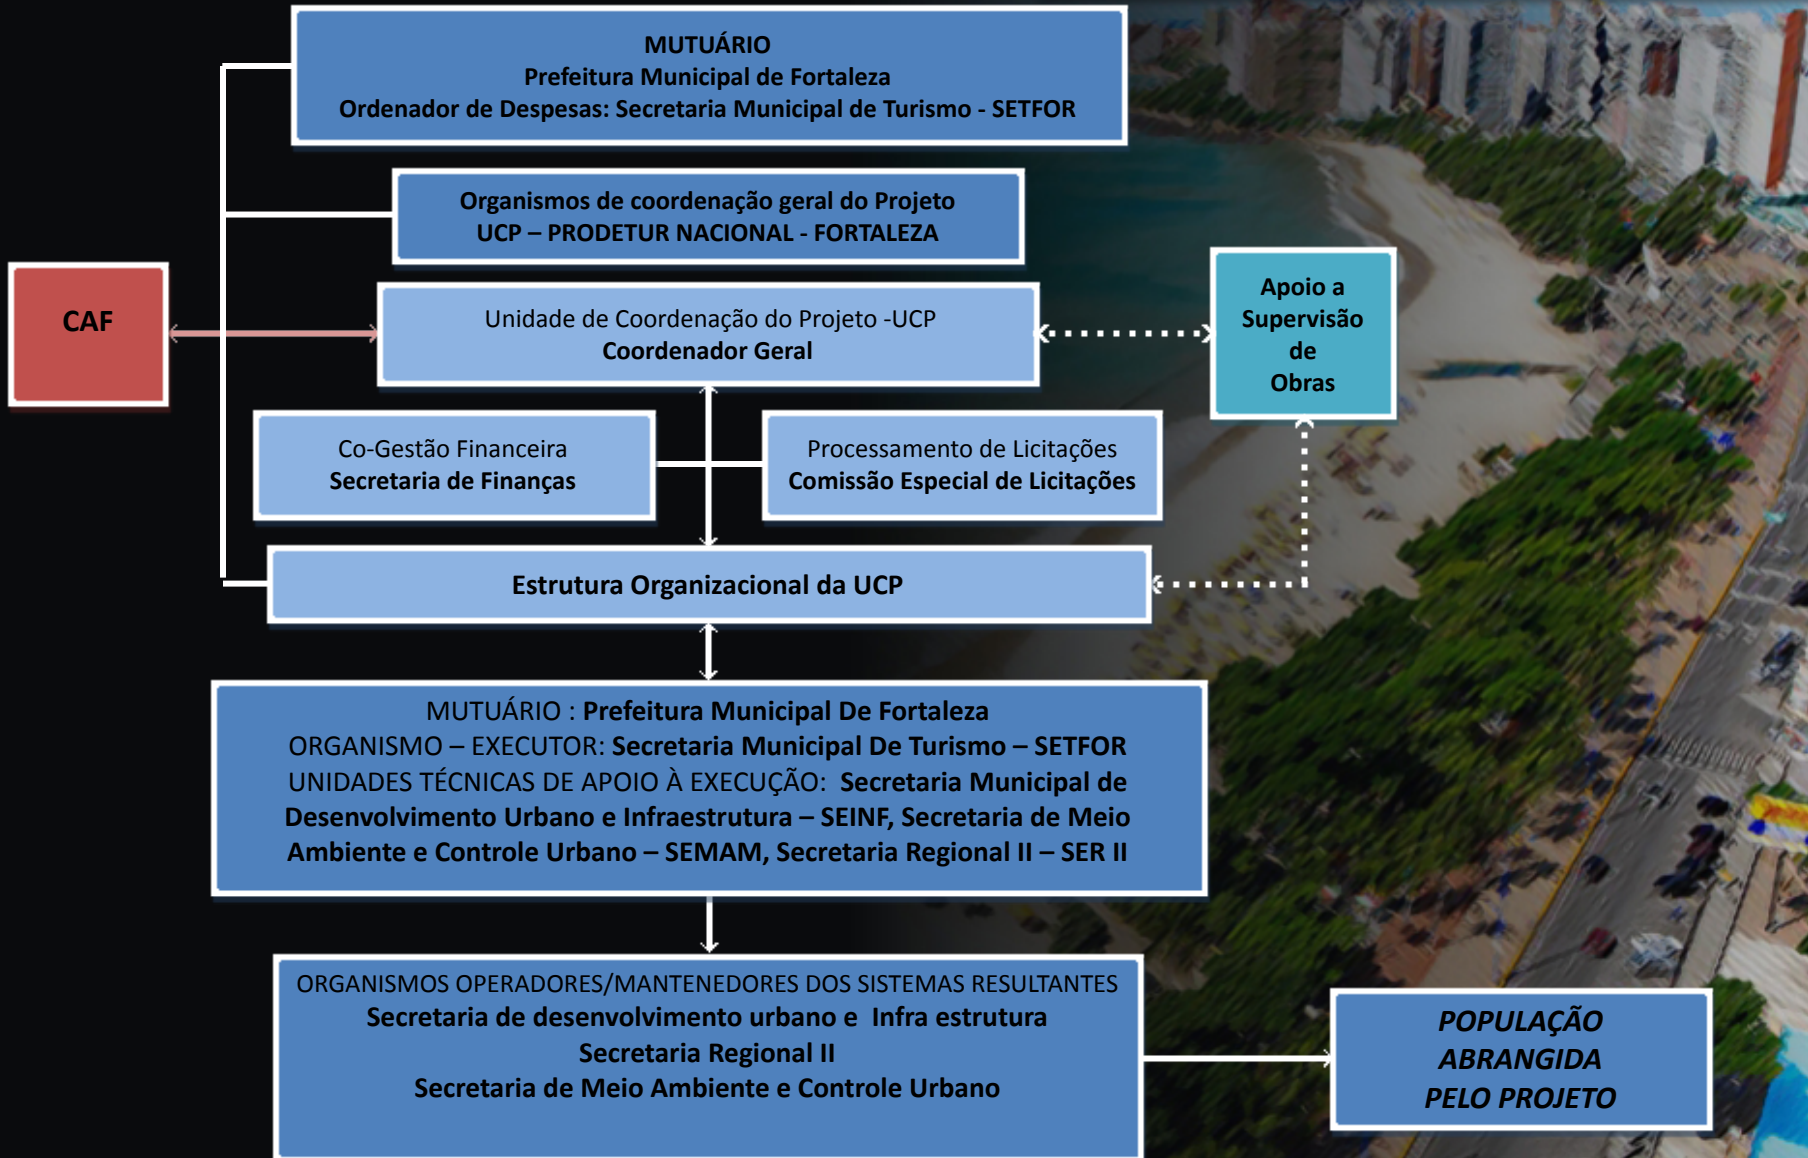 MUTUÁRIO
Prefeitura Municipal de Fortaleza
Ordenador de Despesas: Secretaria Municipal de Turismo - SETFOR
Organismos de coordenação geral do Projeto
UCP – PRODETUR NACIONAL - FORTALEZA
CAF
Unidade de Coordenação do Projeto -UCP
Coordenador Geral
Apoio a
Supervisão
de
Obras
Co-Gestão Financeira
Secretaria de Finanças
Processamento de Licitações
Comissão Especial de Licitações
Estrutura Organizacional da UCP
MUTUÁRIO : Prefeitura Municipal De Fortaleza
ORGANISMO – EXECUTOR: Secretaria Municipal De Turismo – SETFOR
UNIDADES TÉCNICAS DE APOIO À EXECUÇÃO: Secretaria Municipal de
Desenvolvimento Urbano e Infraestrutura – SEINF, Secretaria de Meio
Ambiente e Controle Urbano – SEMAM, Secretaria Regional II – SER II
ORGANISMOS OPERADORES/MANTENEDORES DOS SISTEMAS RESULTANTES
Secretaria de desenvolvimento urbano e Infra estrutura
Secretaria Regional II
Secretaria de Meio Ambiente e Controle Urbano
POPULAÇÃO
ABRANGIDA
PELO PROJETO